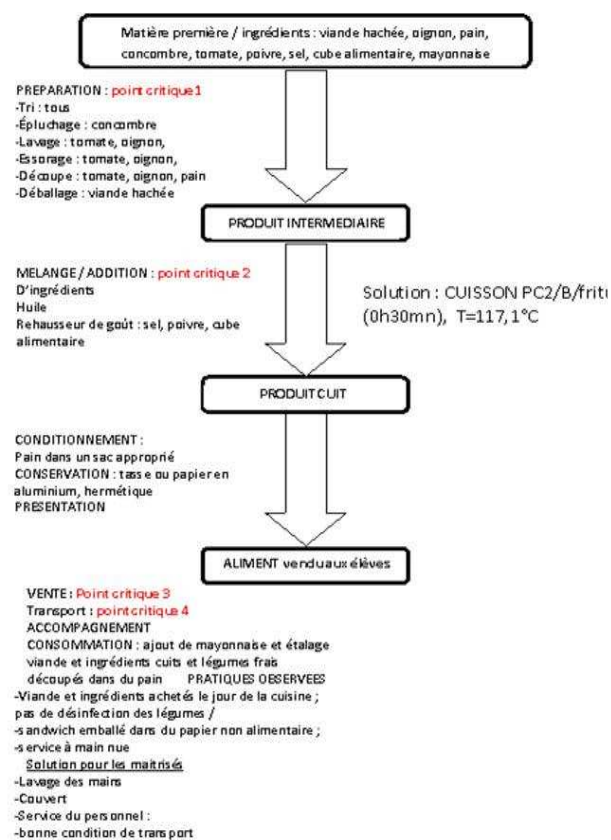 Matière première / ingrédients : viande hachée, oignon, pain,
concombre, tomate, poivre, sel, cube alimentaire, mayonnaise
PREPARATION : point critique 1
-Tri : tous
-Épluchage : concombre
-Lavage : tomate, oignon,
-Essorage : tomate, oignon,
-Découpe : tomate, oignon, pain
-Déballage : viande hachée
PRODUIT INTERMEDIAIRE
MELANGE / ADDITION : point critique 2
D'ingrédients
Huile
Rehausseur de goût : sel, poivre, cube
alimentaire
Solution : CUISSON PC2/B/frit
(0h30mn), T=117,1°C
PRODUIT CUIT
CONDITIONNEMENT :
Pain dans un sac approprié
CONSERVATION : tasse ou papier en
aluminium, hermétique
PRESENTATION
ALIMENT vendu aux élèves
VENTE : Point critique 3
Transport : point critique 4
ACCOMPAGNEMENT
CONSOMMATION : ajout de mayonnaise et étalage
viande et ingrédients cuits et légumes frais
découpés dans du pain PRATIQUES OBSERVEES
-Viande et ingrédients achetés le jour de la cuisine ;
pas de désinfection des légumes /
-sandwich emballé dans du papier non alimentaire ;
-service à main nue
Solution pour les maitrisés
-Lavage des mains
-Couvert
-Service du personnel :
-bonne condition de transport